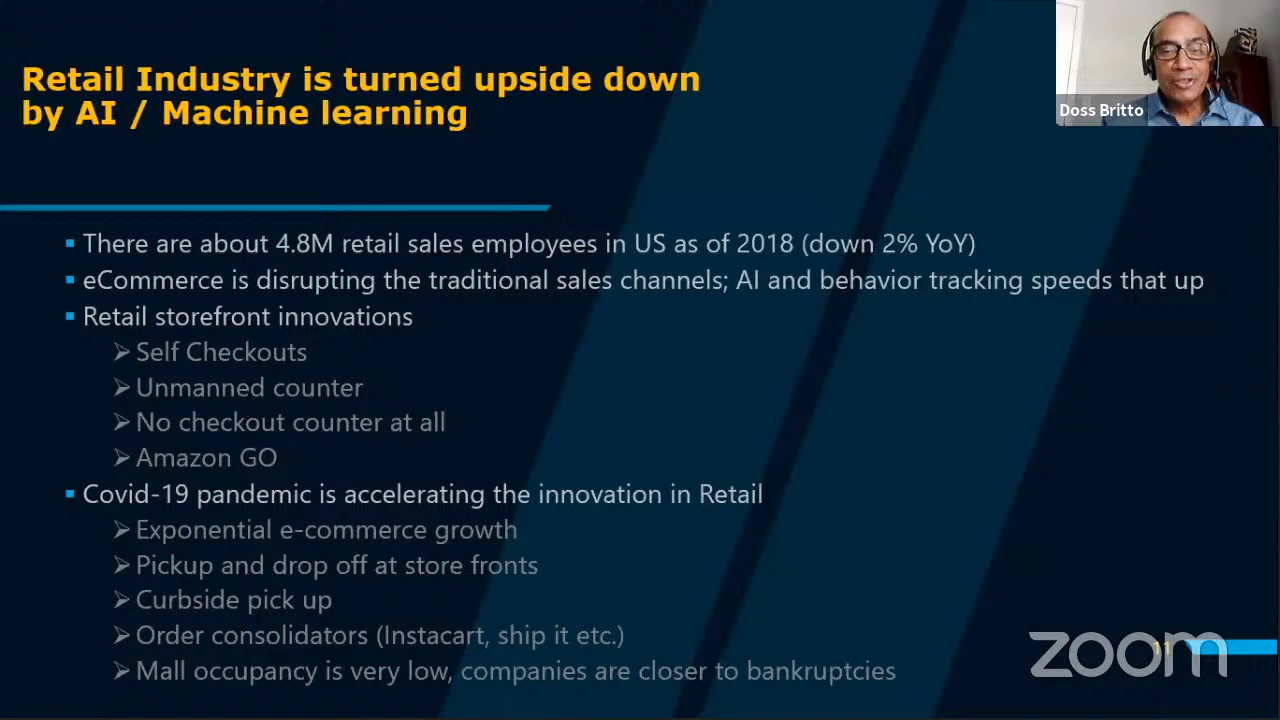 Retail Industry is turned upside down
by AI / Machine learning
Doss Britto
There are about 4.8M retail sales employees in US as of 2018 (down 2% YoY)
eCommerce is disrupting the traditional sales channels; AI and behavior tracking speeds that up
Retail storefront innovations
Self Checkouts
Unmanned counter
No checkout counter at all
Amazon GO
Covid-19 pandemic is accelerating the innovation in Retail
Exponential e-commerce growth
Pickup and drop off at store fronts
Curbside pick up
Order consolidators (Instacart, ship it etc.)
Mall occupancy is very low, companies are closer to bankruptcies
11
zoom